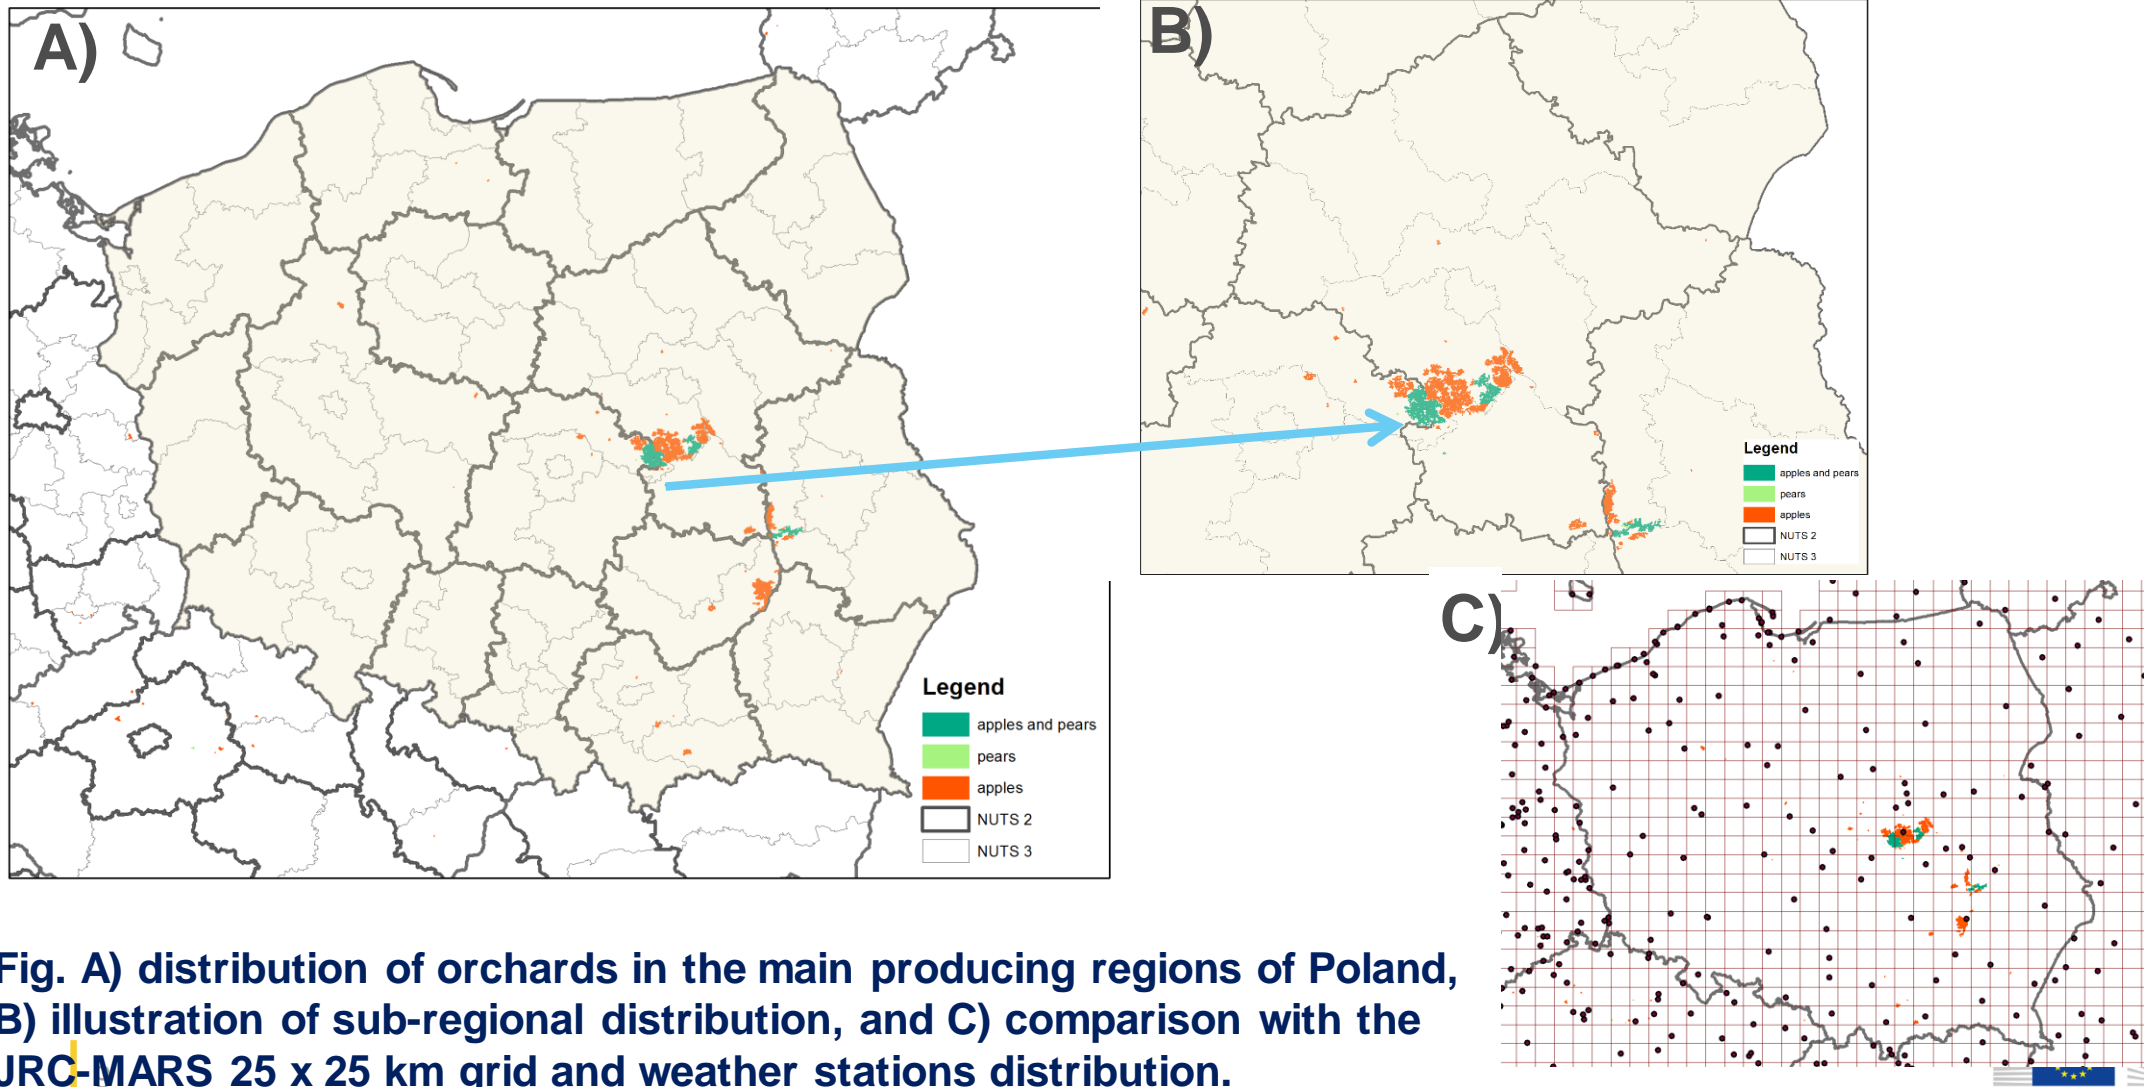 A)
B)
Legend
apples and pears
pears
apples
NUTS 2
NUTS 3
C)
Legend
apples and pears
pears
apples
NUTS 2
NUTS 3
Fig. A) distribution of orchards in the main producing regions of Poland,
B) illustration of sub-regional distribution, and C) comparison with the
JRC-MARS 25 x 25 km grid and weather stations distribution.